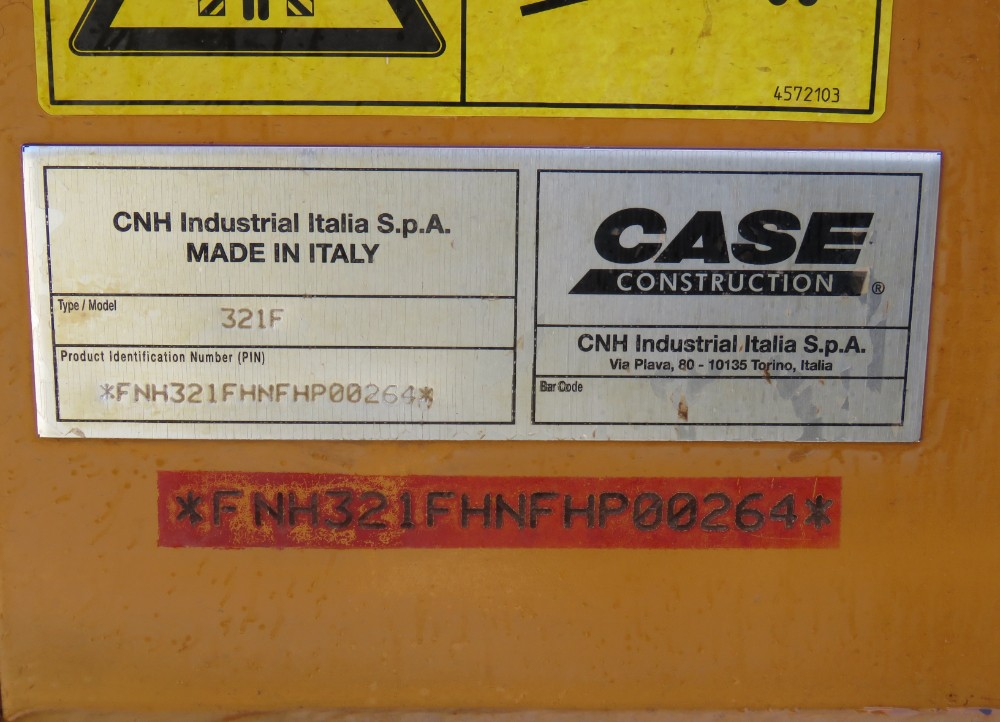 4572103
CNH Industrial Italia S.p.A.
MADE IN ITALY
Type / Model
321F
Product Identification Number (PIN)
*FNH321FHNFHP00264*
CASE
CONSTRUCTION ®
CNH Industrial Italia S.p.A.
Via Plava, 80 - 10135 Torino, Italia
Bar Code
*FNH321FHNFHP00264*